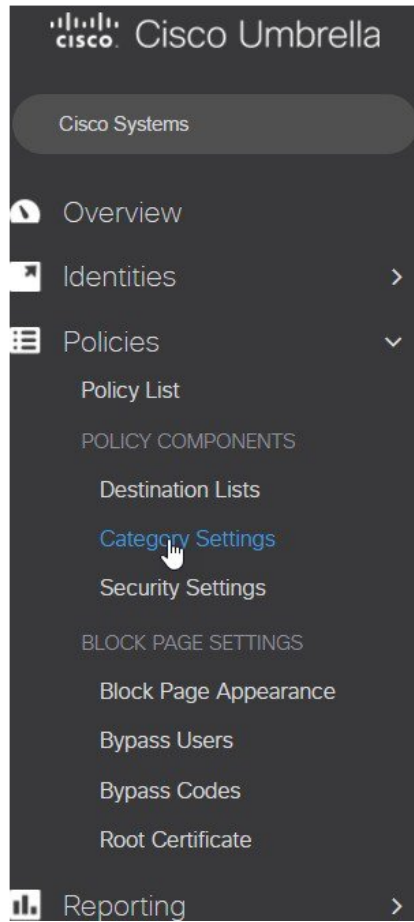 cisco. Cisco Umbrella
Cisco Systems
Overview
Identities
Policies
Policy List
POLICY COMPONENTS
Destination Lists
Category Settings
Security Settings
BLOCK PAGE SETTINGS
Block Page Appearance
Bypass Users
Bypass Codes
Root Certificate
Reporting